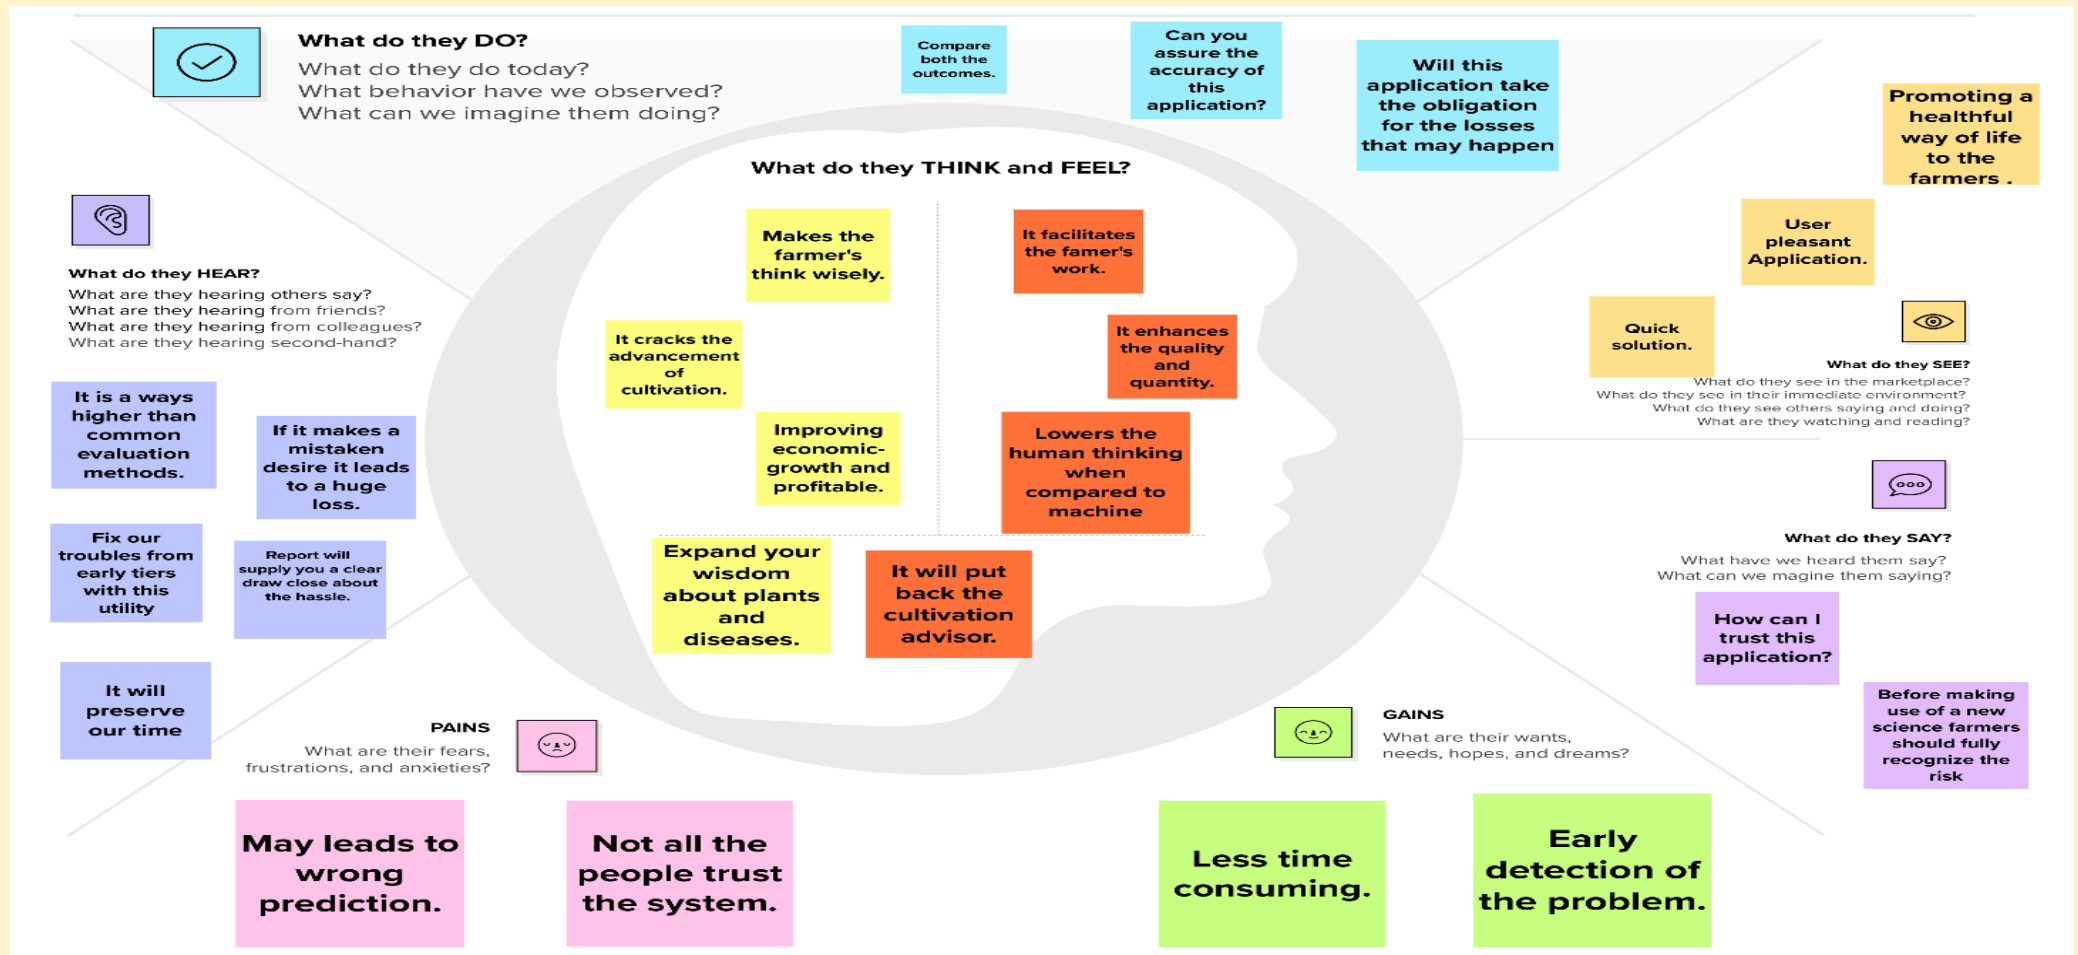 What do they DO?
What do they do today?
What behavior have we observed?
What can we imagine them doing?
Compare
both the
outcomes.
Can you
assure the
accuracy of
this
application?
Will this
application take
the obligation
for the losses
that may happen
What do they THINK and FEEL?
Makes the
farmer's
think wisely.
It cracks the
advancement
of
cultivation.
Improving
economic-
growth and
profitable.
Expand your
wisdom
about plants
and
diseases.
It facilitates
the famer's
work.
It enhances
the quality
and
quantity.
Lowers the
human thinking
when
compared to
machine
It will put
back the
cultivation
advisor.
What do they HEAR?
What are they hearing others say?
What are they hearing from friends?
What are they hearing from colleagues?
What are they hearing second-hand?
It is a ways
higher than
common
evaluation
methods.
If it makes a
mistaken
desire it leads
to a huge
loss.
Fix our
troubles from
early tiers
with this
utility
Report will
supply you a clear
draw close about
the hassle.
It will
preserve
our time
Promoting a
healthful
way of life
to the
farmers .
User
pleasant
Application.
Quick
solution.
What do they SEE?
What do they see in the marketplace?
What do they see in their immediate environment?
What do they see others saying and doing?
What are they watching and reading?
What do they SAY?
What have we heard them say?
What can we magine them saying?
How can I
trust this
application?
Before making
use of a new
science farmers
should fully
recognize the
risk
PAINS
What are their fears,
frustrations, and anxieties?
May leads to
wrong
prediction.
Not all the
people trust
the system.
GAINS
What are their wants,
needs, hopes, and dreams?
Less time
consuming.
Early
detection of
the problem.